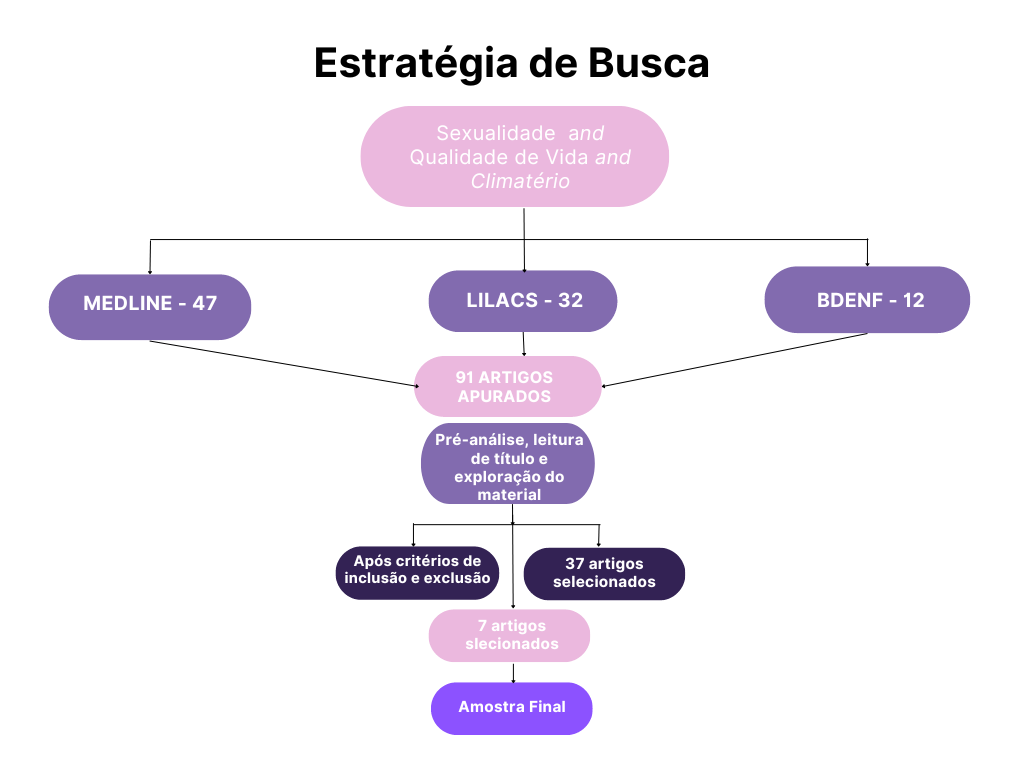 Estratégia de Busca
Sexualidade and
Qualidade de Vida and
Climatério
MEDLINE - 47
LILACS - 32
BDENF - 12
91 ARTIGOS
APURADOS
Pré-análise, leitura
de título e
exploração do
material
Após critérios de
inclusão e exclusão
37 artigos
selecionados
7 artigos
slecionados
Amostra Final